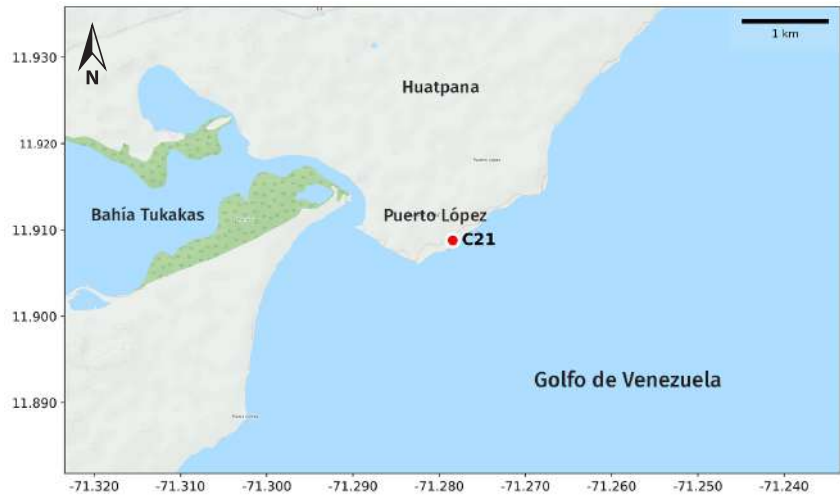 11.930
11.920
11.910
11.900
11.890
N
1 km
Huatpana
Puerto López
Bahía Tukakas
Puerto López
C21
Golfo de Venezuela
-71.320 -71.310 -71.300 -71.290 -71.280 -71.270 -71.260 -71.250 -71.240